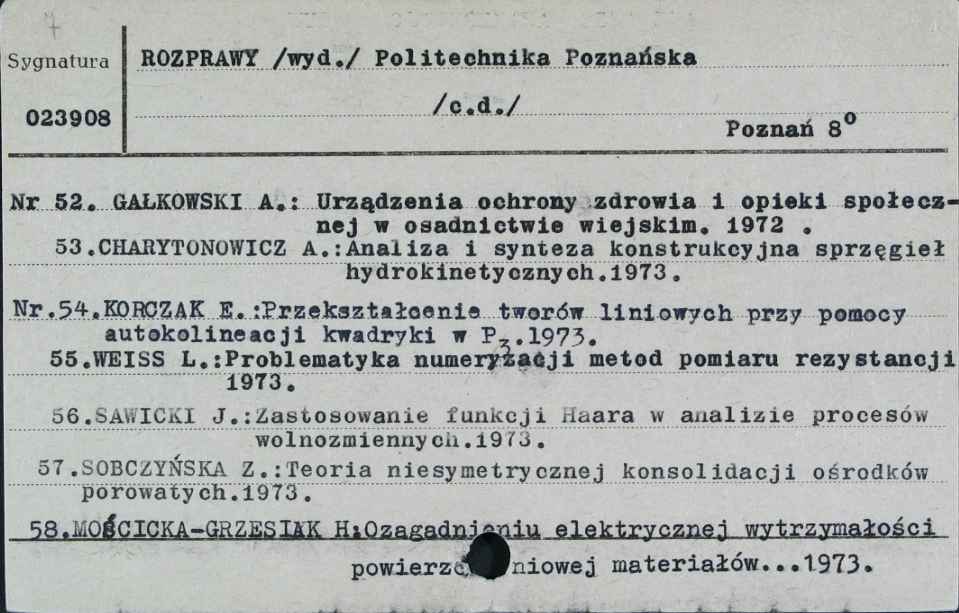 Sygnatura
ROZPRAWY /wyd./ Politechnika Poznańska
/c.d./
023908
Poznań 8o
Nr 52. GAŁKOWSKI A.: Urządzenia ochrony zdrowia i opieki społecz-
nej w osadnictwie wiejskim. 1972 .
53.CHARYTONOWICZ A.:Analiza i synteza konstrukcyjna sprzęgieł
hydrokinetycznych.1973.
Nr.54.KORCZAK E.:Przekształcenie tworów liniowych przy pomocy
autokolineacji kwadryki w P3.1973.
55.WEISS L.:Problematyka numeryzacji metod pomiaru rezystancji
1973.
56.SAWICKI J.:Zastosowanie funkcji Haara w analizie procesów
wolnozmiennych.1973.
57.SOBCZYŃSKA Z.:Teoria niesymetrycznej konsolidacji ośrodków
porowatych.1973.
58.MOŚCICKA-GRZESIAK H:Ozagadnieniu elektrycznej wytrzymałości
niowej materiałów...1973.